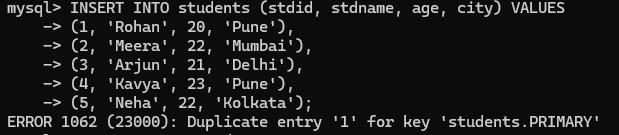 mysql> INSERT INTO students (stdid, stdname, age, city) VALUES
    -> (1, 'Rohan', 20, 'Pune'),
    -> (2, 'Meera', 22, 'Mumbai'),
    -> (3, 'Arjun', 21, 'Delhi'),
    -> (4, 'Kavya', 23, 'Pune'),
    -> (5, 'Neha', 22, 'Kolkata');
ERROR 1062 (23000): Duplicate entry '1' for key 'students.PRIMARY'